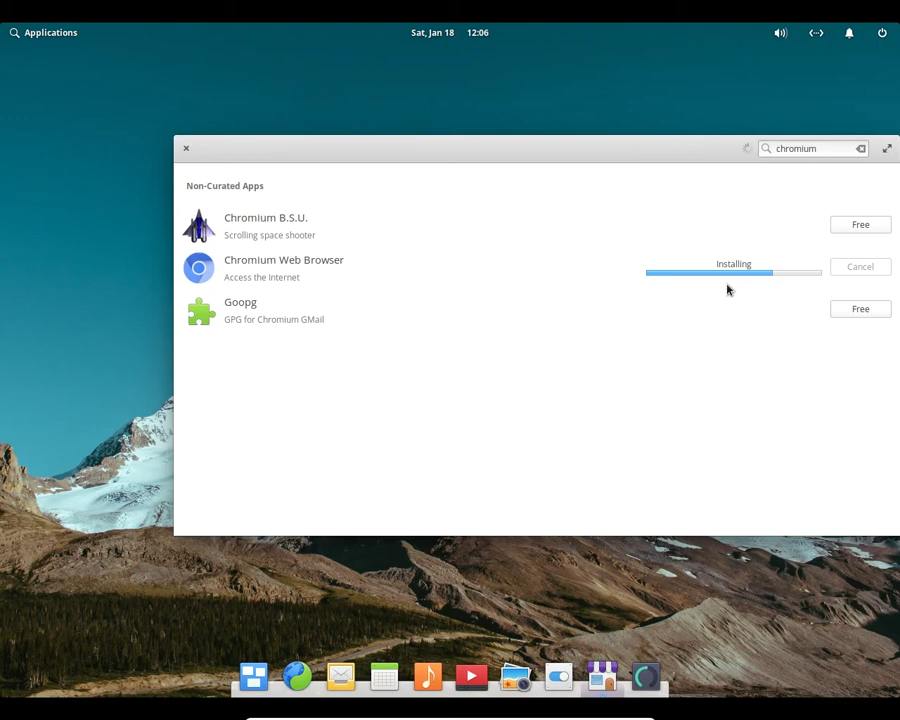 Applications
Sat, Jan 18 12:06
chromium
Non-Curated Apps
Chromium B.S.U.
Scrolling space shooter
Free
Chromium Web Browser
Access the Internet
Installing
Cancel
Goopg
GPG for Chromium GMail
Free